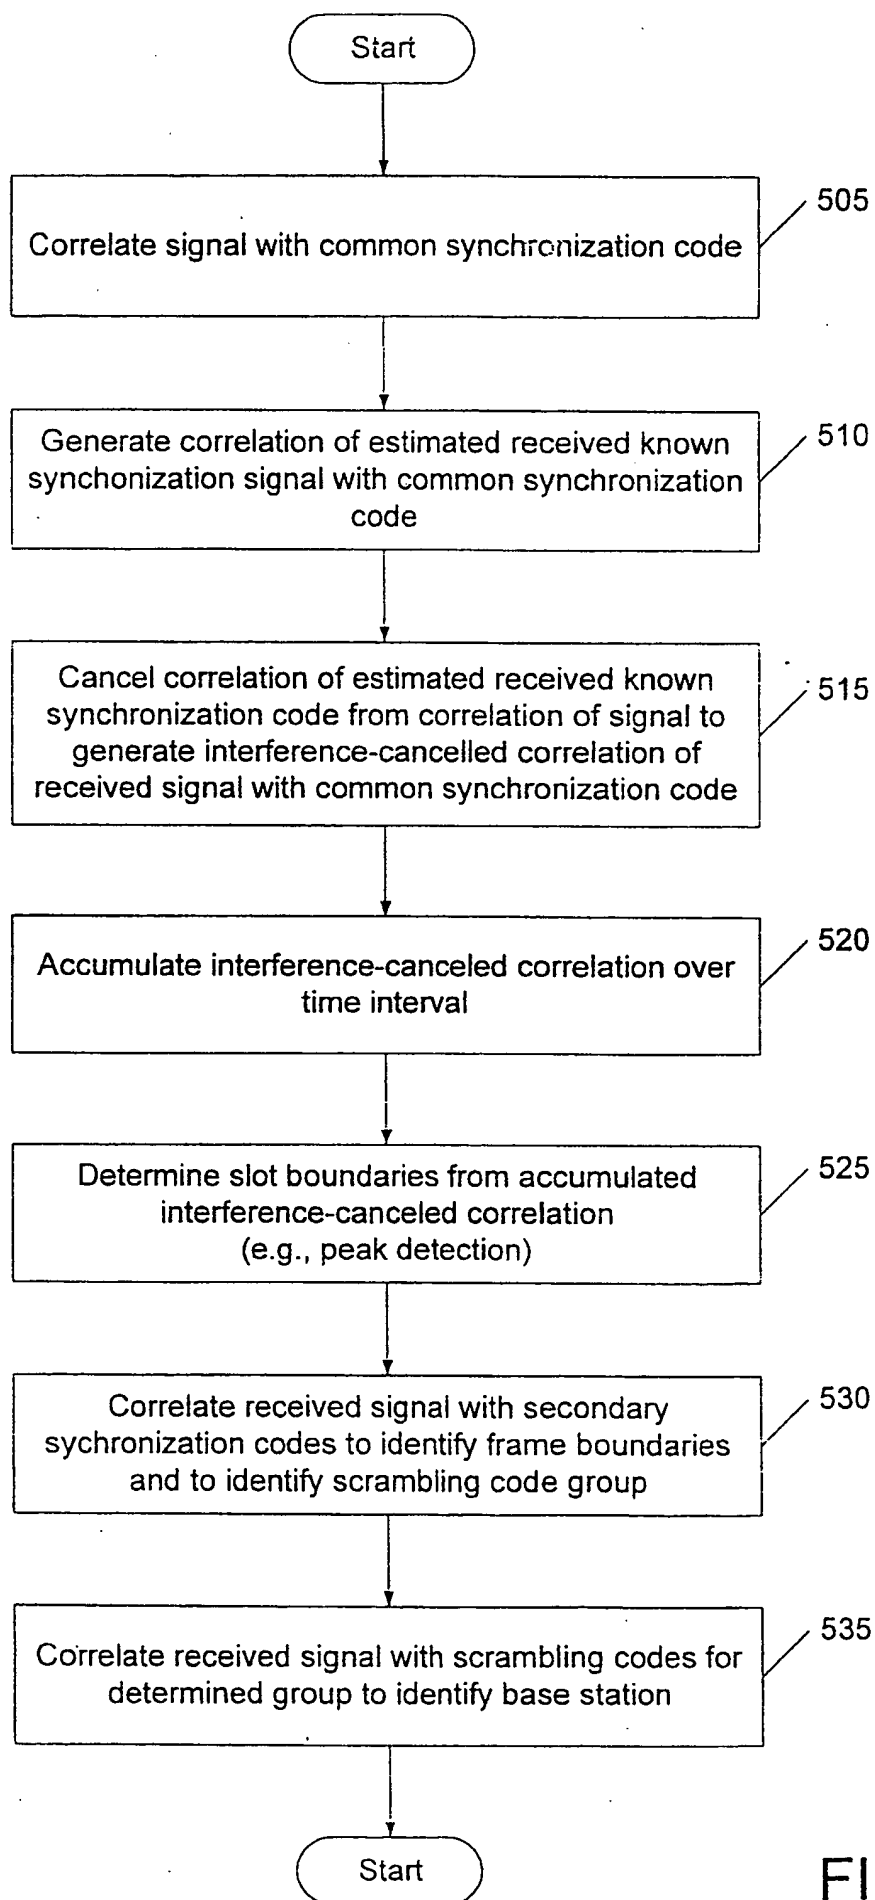 Start
505
Correlate signal with common synchronization code
510
Generate correlation of estimated received known
synchonization signal with common synchronization
code
515
Cancel correlation of estimated received known
synchronization code from correlation of signal to
generate interference-cancelled correlation of
received signal with common synchronization code
520
Accumulate interference-canceled correlation over
time interval
525
Determine slot boundaries from accumulated
interference-canceled correlation
(e.g., peak detection)
530
Correlate received signal with secondary
sychronization codes to identify frame boundaries
and to identify scrambling code group
535
Correlate received signal with scrambling codes for
determined group to identify base station
Start
FI